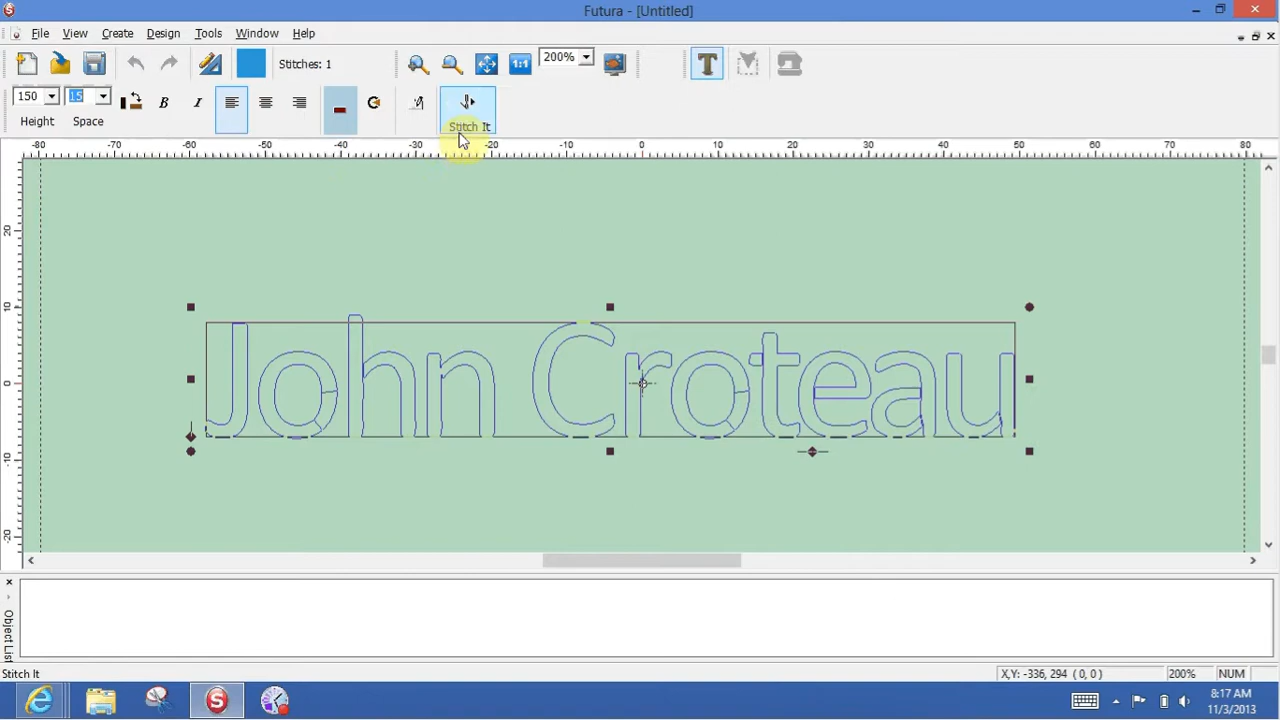 Futura - [Untitled]
File View Create Design Tools Window Help
Stitches: 1 1:1 200% T
150 15 B I
Height Space Stitch It
-80 -70 -60 -50 -40 -30 -20 -10 0 10 20 30 40 50 60 70 80
20
10
0
-10
-20
John Croteau
Object List
Stitch It X,Y: -336, 294 ( 0, 0 ) 200% NUM
8:17 AM
11/3/2013